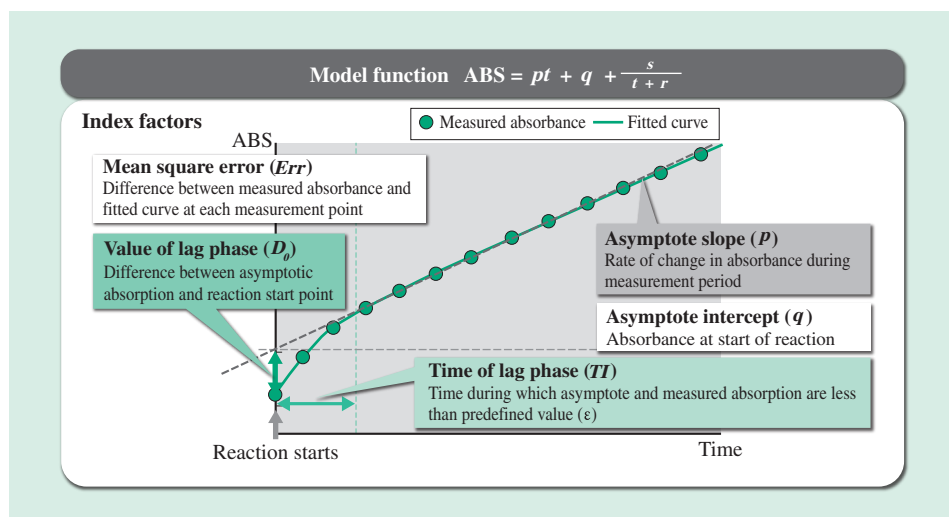 Model function ABS = pt + q + s / t + r
Index factors
Measured absorbance
Fitted curve
ABS
Mean square error (Err)
Difference between measured absorbance and
fitted curve at each measurement point
Value of lag phase (D₀)
Difference between asymptotic
absorption and reaction start point
Asymptote slope (p)
Rate of change in absorbance during
measurement period
Asymptote intercept (q)
Absorbance at start of reaction
Time of lag phase (TI)
Time during which asymptote and measured absorption are less
than predefined value (ε)
Reaction starts
Time